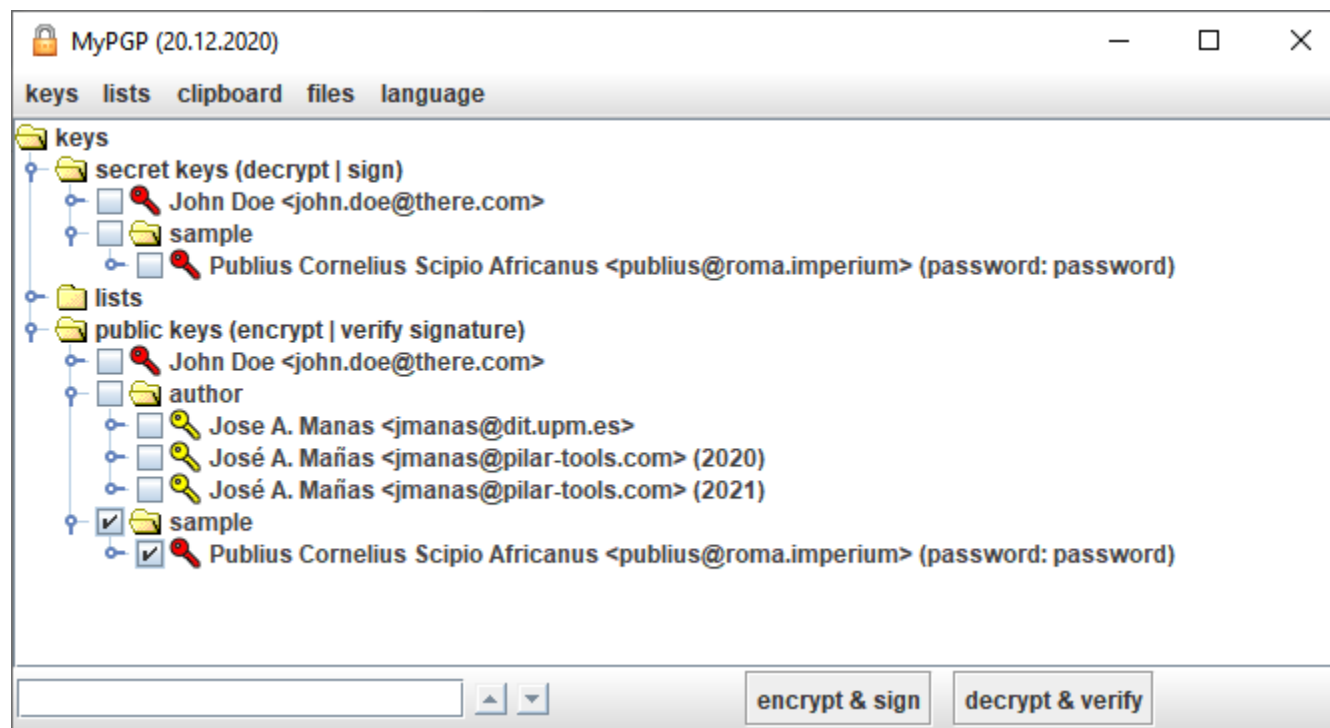 MyPGP (20.12.2020)
keys lists clipboard files language
keys
secret keys (decrypt | sign)
John Doe <john.doe@there.com>
sample
Publius Cornelius Scipio Africanus <publius@roma.imperium> (password: password)
lists
public keys (encrypt | verify signature)
John Doe <john.doe@there.com>
author
Jose A. Manas <jmanas@dit.upm.es>
José A. Mañas <jmanas@pilar-tools.com> (2020)
José A. Mañas <jmanas@pilar-tools.com> (2021)
sample
Publius Cornelius Scipio Africanus <publius@roma.imperium> (password: password)
encrypt & sign decrypt & verify